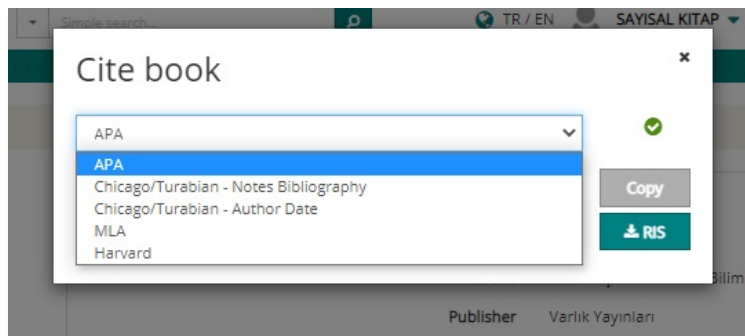 Simple search...
TR / EN
SAYISAL KITAP
Cite book
×
APA
APA
Chicago/Turabian - Notes Bibliography
Chicago/Turabian - Author Date
MLA
Harvard
Copy
RIS
Bilim
Publisher Varlık Yayınları